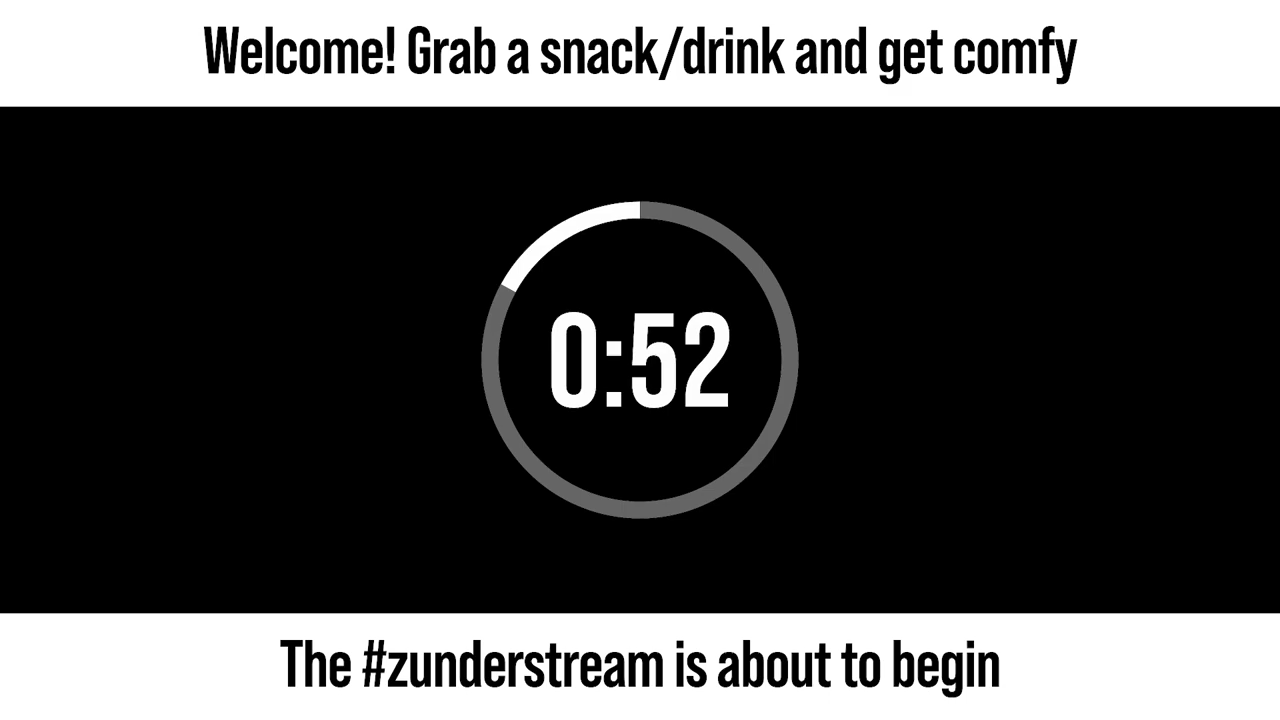 Welcome! Grab a snack/drink and get comfy
0:52
The #zunderstream is about to begin